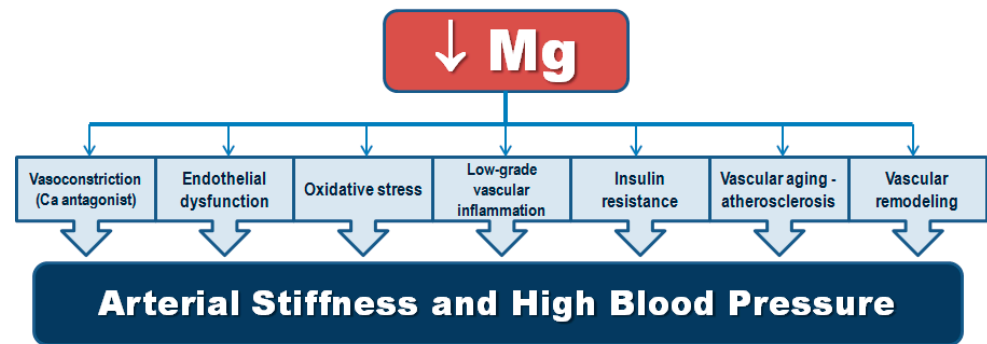 ↓ Mg
Vasoconstriction
(Ca antagonist)
Endothelial
dysfunction
Oxidative stress
Low-grade
vascular
inflammation
Insulin
resistance
Vascular aging -
atherosclerosis
Vascular
remodeling
Arterial Stiffness and High Blood Pressure